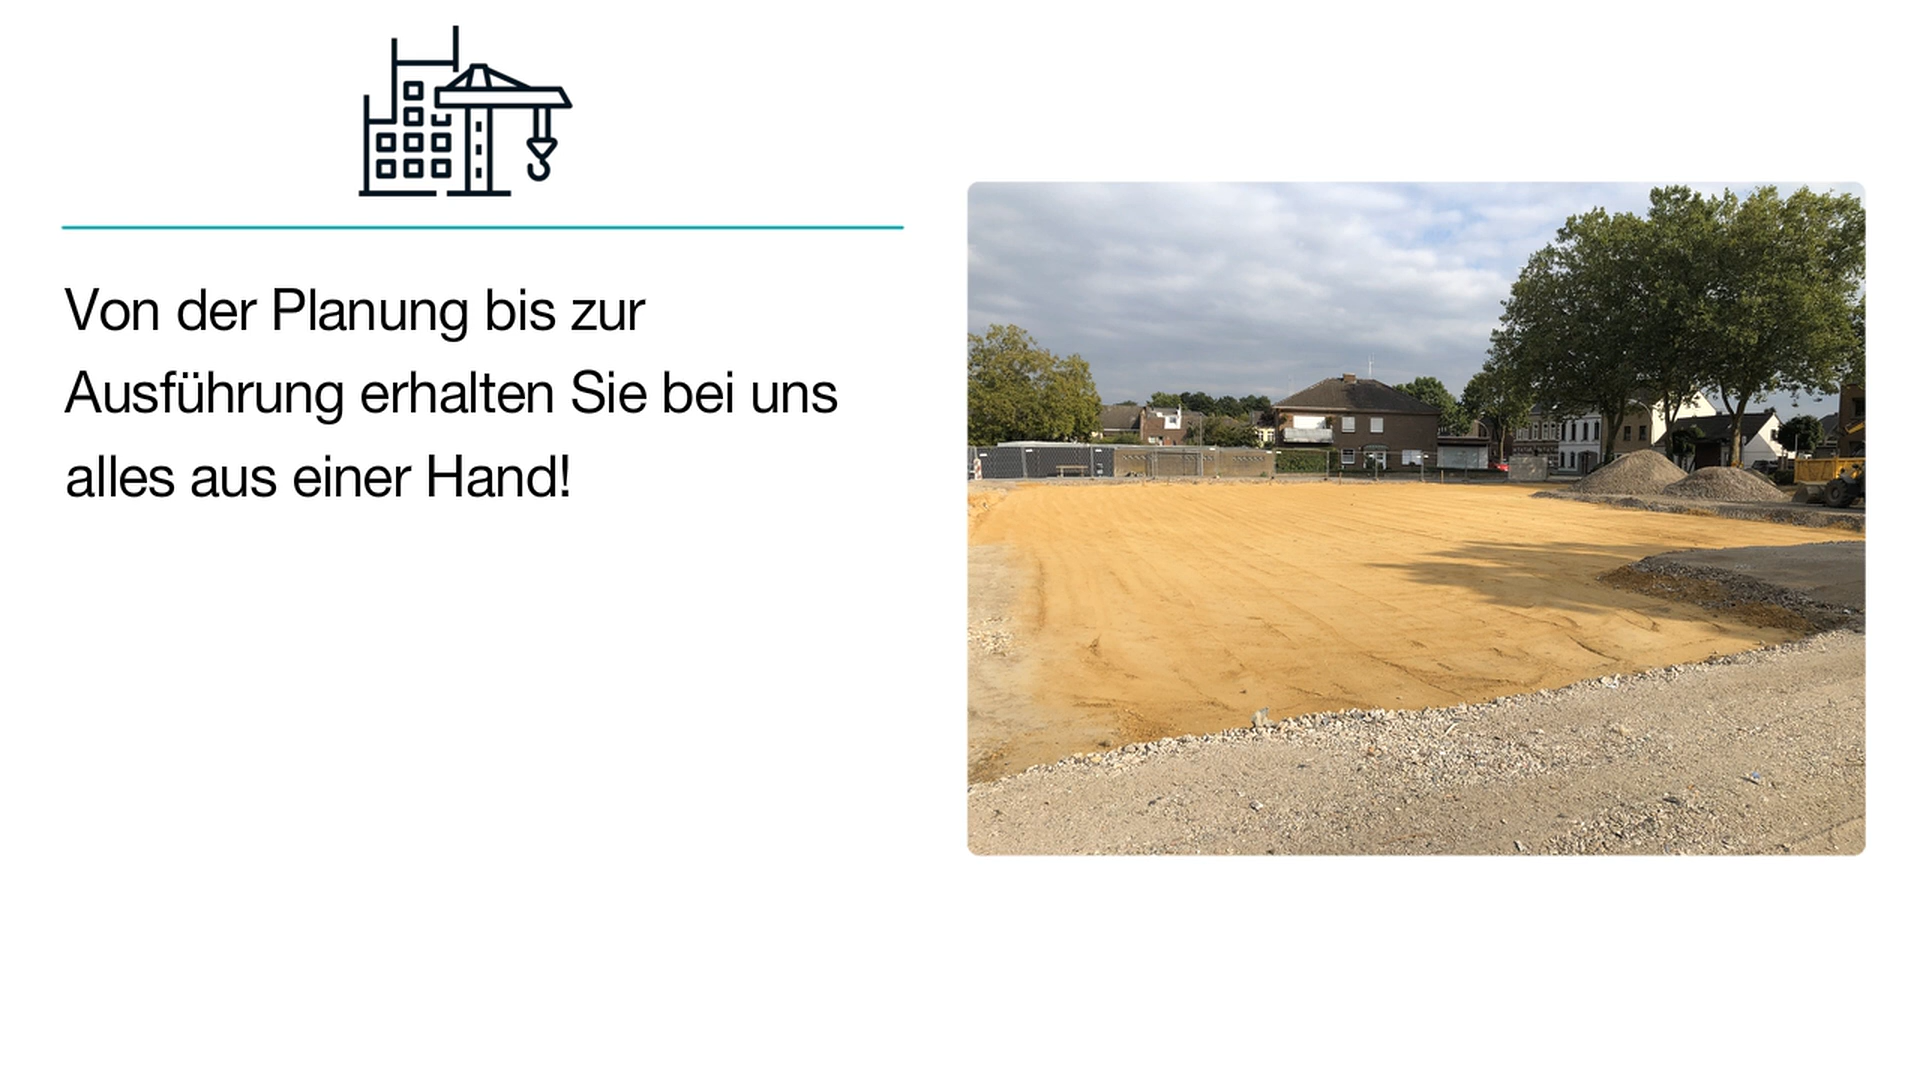 Von der Planung bis zur
Ausführung erhalten Sie bei uns
alles aus einer Hand!